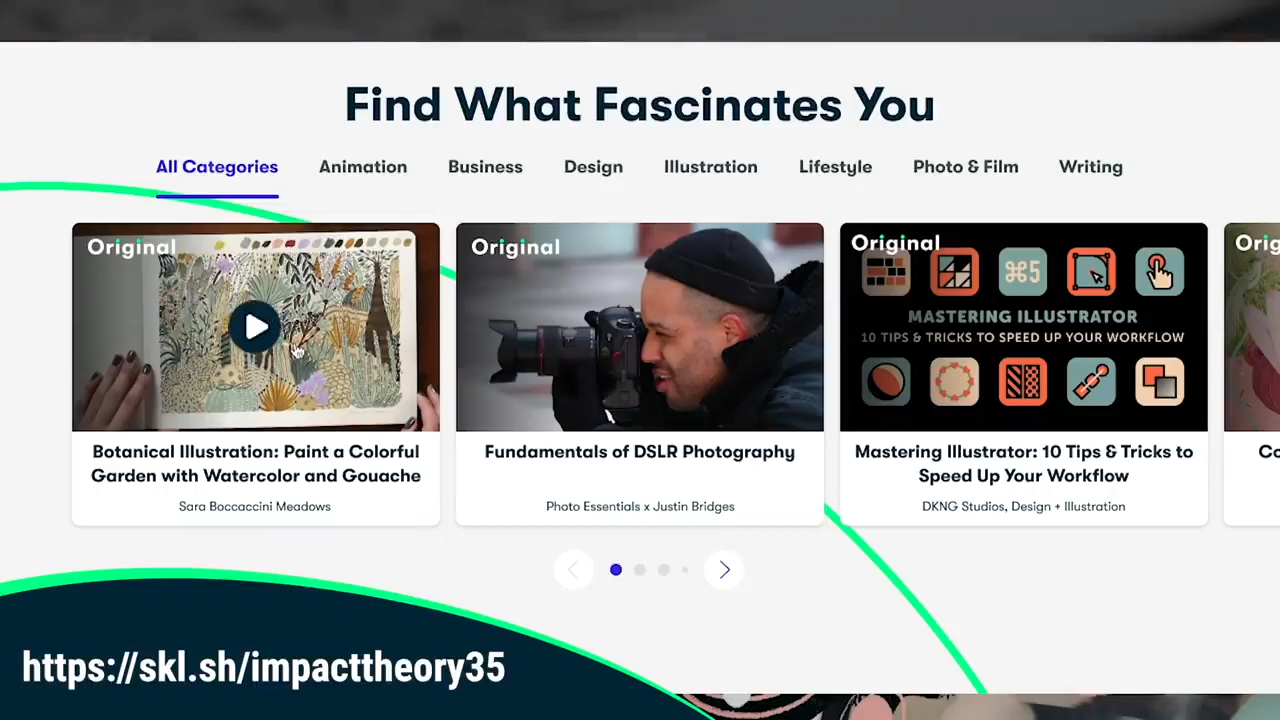 Find What Fascinates You
All Categories Animation Business Design Illustration Lifestyle Photo & Film Writing
Original
Original
Original
⌘5
MASTERING ILLUSTRATOR
10 TIPS & TRICKS TO SPEED UP YOUR WORKFLOW
Botanical Illustration: Paint a Colorful
Garden with Watercolor and Gouache
Sara Boccaccini Meadows
Fundamentals of DSLR Photography
Photo Essentials x Justin Bridges
Mastering Illustrator: 10 Tips & Tricks to
Speed Up Your Workflow
DKNG Studios, Design + Illustration
https://skl.sh/impacttheory35